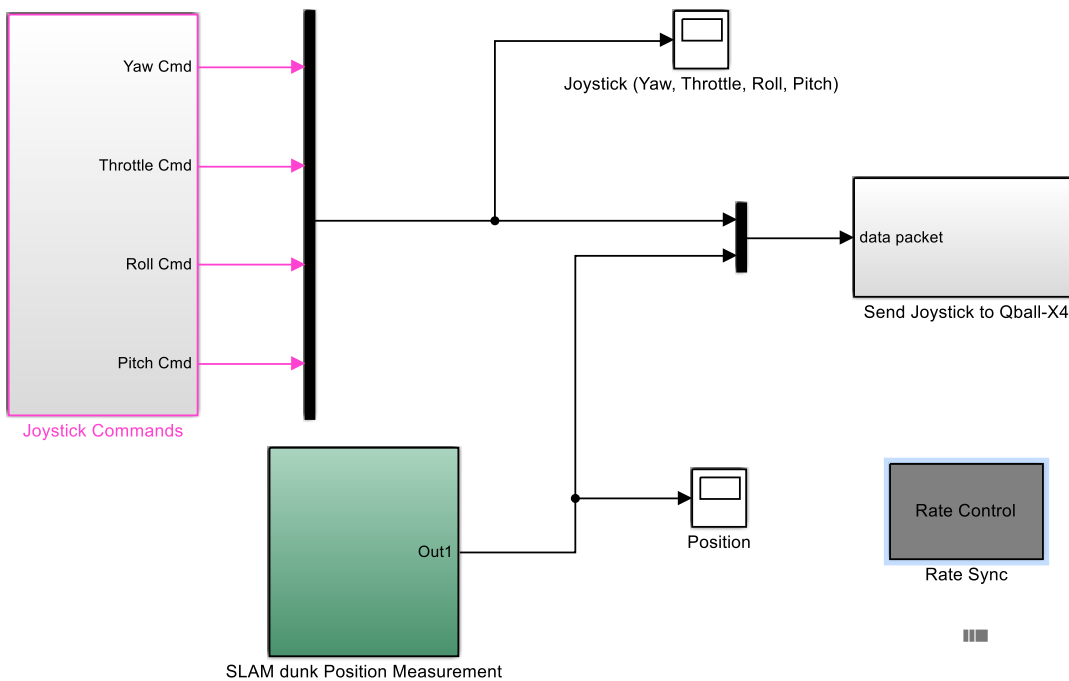 Yaw Cmd
Throttle Cmd
Roll Cmd
Pitch Cmd
Joystick Commands
Joystick (Yaw, Throttle, Roll, Pitch)
data packet
Send Joystick to Qball-X4
Out1
SLAM dunk Position Measurement
Position
Rate Control
Rate Sync